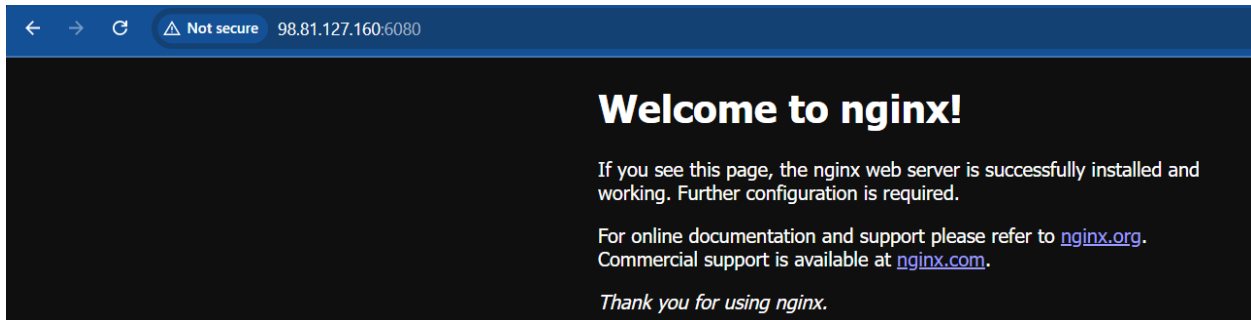 Not secure 98.81.127.160:6080
Welcome to nginx!
If you see this page, the nginx web server is successfully installed and
working. Further configuration is required.
For online documentation and support please refer to nginx.org.
Commercial support is available at nginx.com.
Thank you for using nginx.